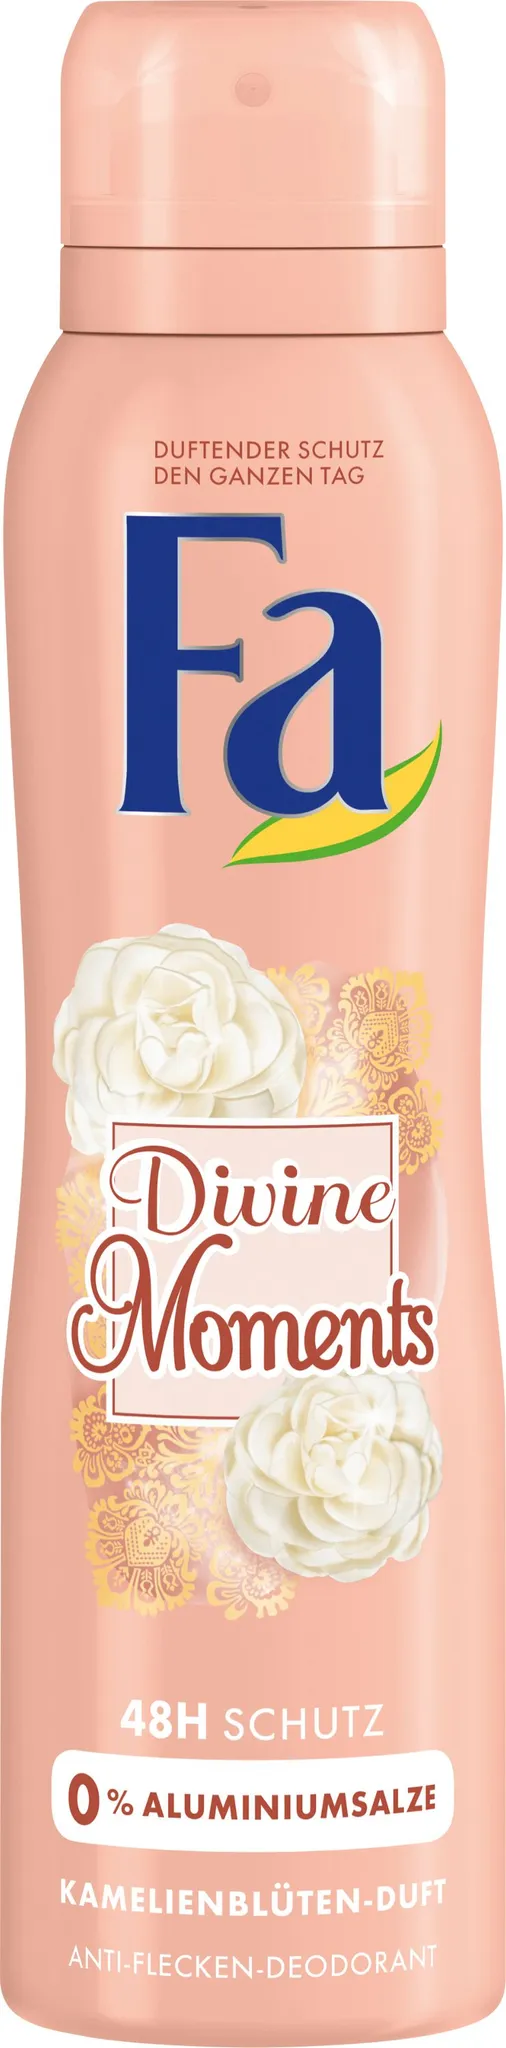 DUFTENDER SCHUTZ
DEN GANZEN TAG
Fa
Divine
Moments
48H SCHUTZ
0% ALUMINIUMSALZE
KAMELIENBLÜTEN-DUFT
ANTI-FLECKEN-DEODORANT